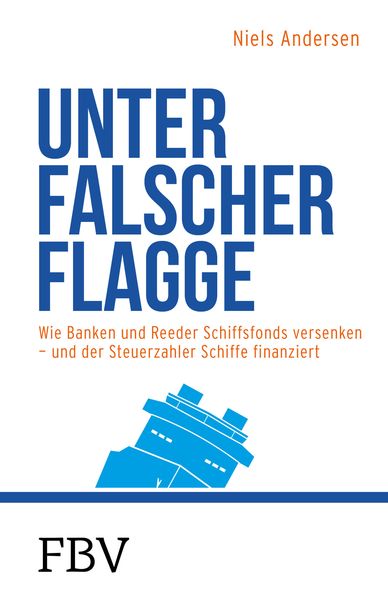 Niels Andersen
UNTER
FALSCHER
FLAGGE
Wie Banken und Reeder Schiffsfonds versenken
– und der Steuerzahler Schiffe finanziert
FBV